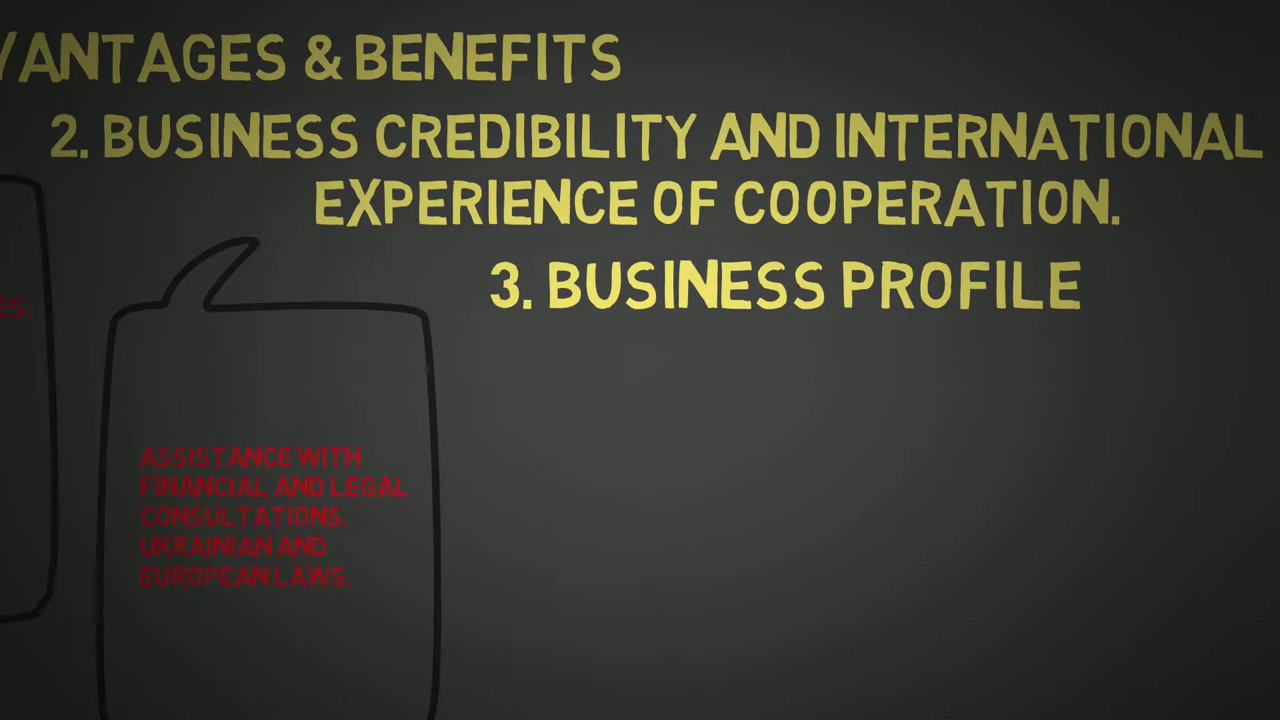 VANTAGES & BENEFITS
2. BUSINESS CREDIBILITY AND INTERNATIONAL
EXPERIENCE OF COOPERATION.
3. BUSINESS PROFILE
ES.
ASSISTANCE WITH
FINANCIAL AND LEGAL
CONSULTATIONS.
UKRAINIAN AND
EUROPEAN LAWS.